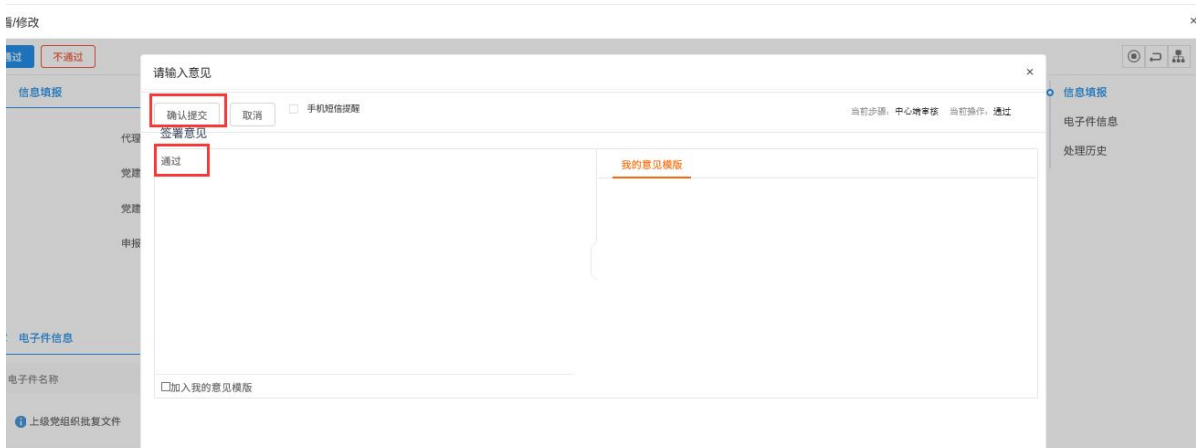 看/修改
×
通过 不通过
请输入意见 ×
信息填报
信息填报
确认提交 取消 手机短信提醒 当前步骤：中心端审核 当前操作：通过
电子件信息
签署意见
代理
处理历史
通过
我的意见模版
党建
党建
申报
电子件信息
电子件名称
加入我的意见模版
上级党组织批复文件